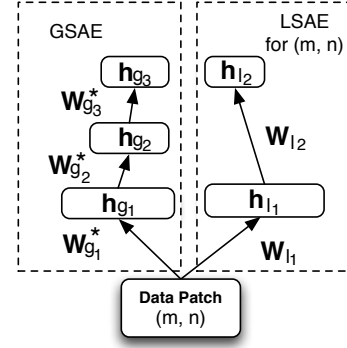 GSAE
LSAE
for (m, n)
hg3
hl2
Wg3*
hg2
Wl2
Wg2*
hg1
hl1
Wg1*
Wl1
Data Patch
(m, n)